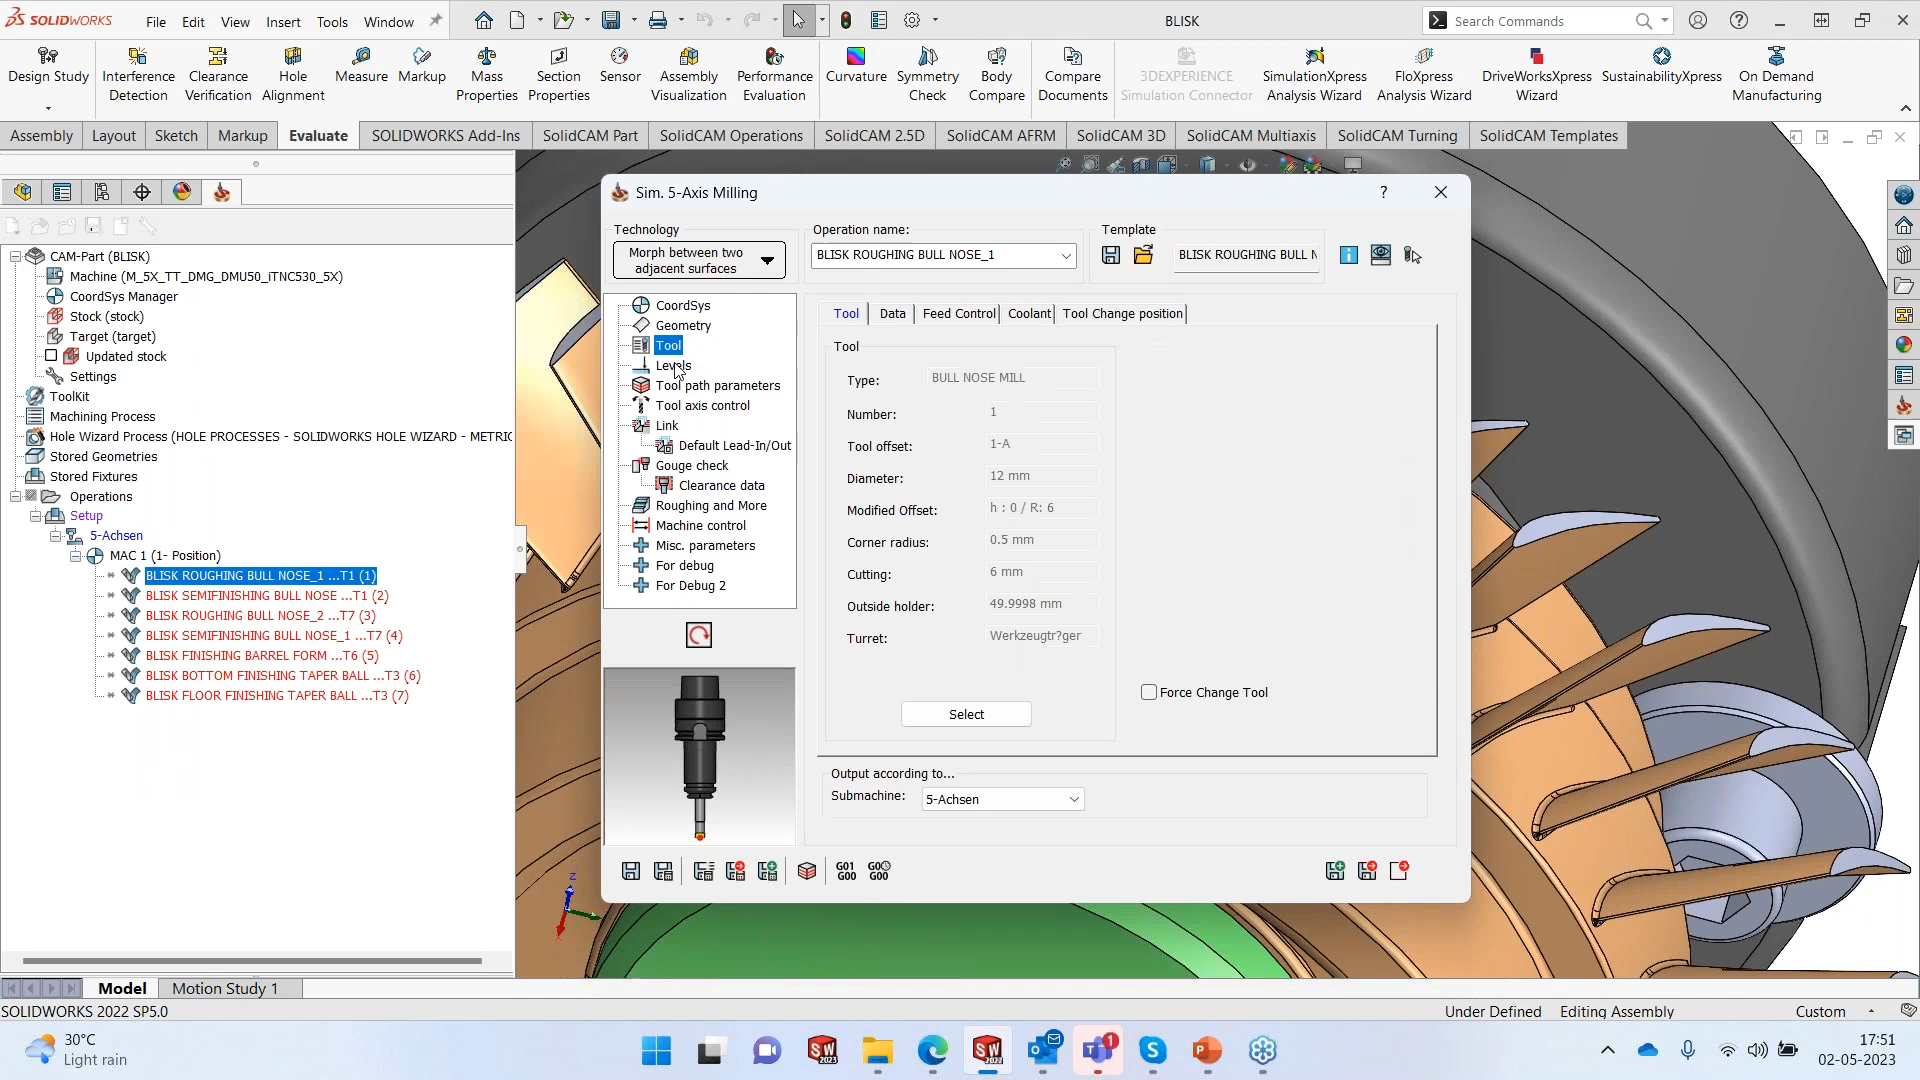 SOLIDWORKS File Edit View Insert Tools Window BLISK Search Commands
Design Study
Interference Detection
Clearance Verification
Hole Alignment
Measure
Markup
Mass Properties
Section Properties
Sensor
Assembly Visualization
Performance Evaluation
Curvature
Symmetry Check
Body Compare
Compare Documents
3DEXPERIENCE Simulation Connector
SimulationXpress Analysis Wizard
FloXpress Analysis Wizard
DriveWorksXpress Wizard
SustainabilityXpress
On Demand Manufacturing
Assembly Layout Sketch Markup Evaluate SOLIDWORKS Add-Ins SolidCAM Part SolidCAM Operations SolidCAM 2.5D SolidCAM AFRM SolidCAM 3D SolidCAM Multiaxis SolidCAM Turning SolidCAM Templates
CAM-Part (BLISK)
Machine (M_5X_TT_DMG_DMU50_iTNC530_5X)
CoordSys Manager
Stock (stock)
Target (target)
Updated stock
Settings
ToolKit
Machining Process
Hole Wizard Process (HOLE PROCESSES - SOLIDWORKS HOLE WIZARD - METRIC
Stored Geometries
Stored Fixtures
Operations
Setup
5-Achsen
MAC 1 (1- Position)
BLISK ROUGHING BULL NOSE_1 ...T1 (1)
BLISK SEMIFINISHING BULL NOSE ...T1 (2)
BLISK ROUGHING BULL NOSE_2 ...T7 (3)
BLISK SEMIFINISHING BULL NOSE_1 ...T7 (4)
BLISK FINISHING BARREL FORM ...T6 (5)
BLISK BOTTOM FINISHING TAPER BALL ...T3 (6)
BLISK FLOOR FINISHING TAPER BALL ...T3 (7)
Sim. 5-Axis Milling
?
Technology
Morph between two
adjacent surfaces
Operation name:
BLISK ROUGHING BULL NOSE_1
Template
BLISK ROUGHING BULL N
CoordSys
Geometry
Tool
Levels
Tool path parameters
Tool axis control
Link
Default Lead-In/Out
Gouge check
Clearance data
Roughing and More
Machine control
Misc. parameters
For debug
For Debug 2
Tool Data Feed Control Coolant Tool Change position
Tool
Type: BULL NOSE MILL
Number: 1
Tool offset: 1-A
Diameter: 12 mm
Modified Offset: h : 0 / R: 6
Corner radius: 0.5 mm
Cutting: 6 mm
Outside holder: 49.9998 mm
Turret: Werkzeugtr?ger
Force Change Tool
Select
Output according to...
Submachine: 5-Achsen
G01
G00
G00
G00
Z
Model Motion Study 1
SOLIDWORKS 2022 SP5.0
Under Defined Editing Assembly Custom
30°C
Light rain
SW
2023
SW
2022
1
17:51
02-05-2023